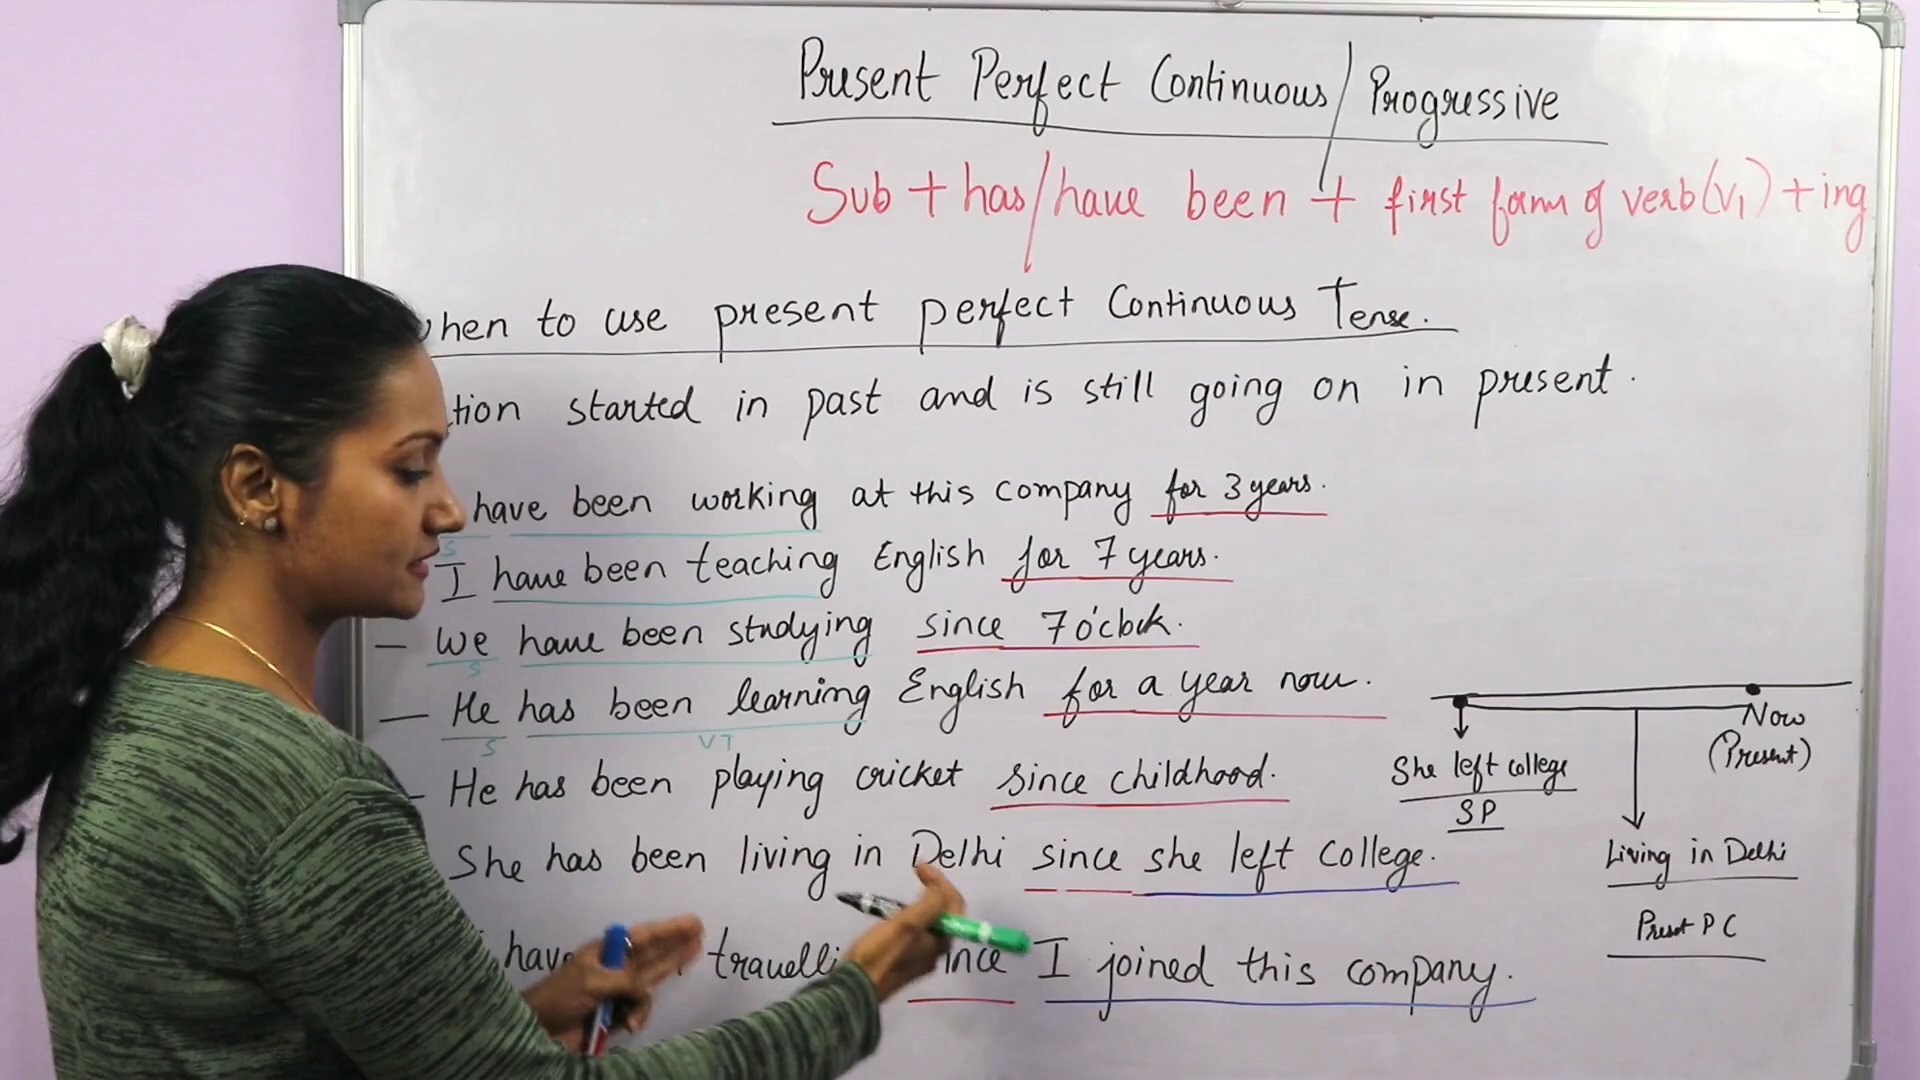 Present Perfect Continuous / Progressive
Sub + has/have been + first form of verb (V1) + ing
when to use present perfect Continuous Tense.
started in past and is still going on in present.
have been working at this company for 3 years.
S
I have been teaching English for 7 years.
— We have been studying since 7 o'clock.
S
— He has been learning English for a year now.
S V7
- He has been playing cricket since childhood.
She has been living in Delhi since she left College.
have I joined this company.
Now
(Present)
She left college
SP
Living in Delhi
Presnt PC